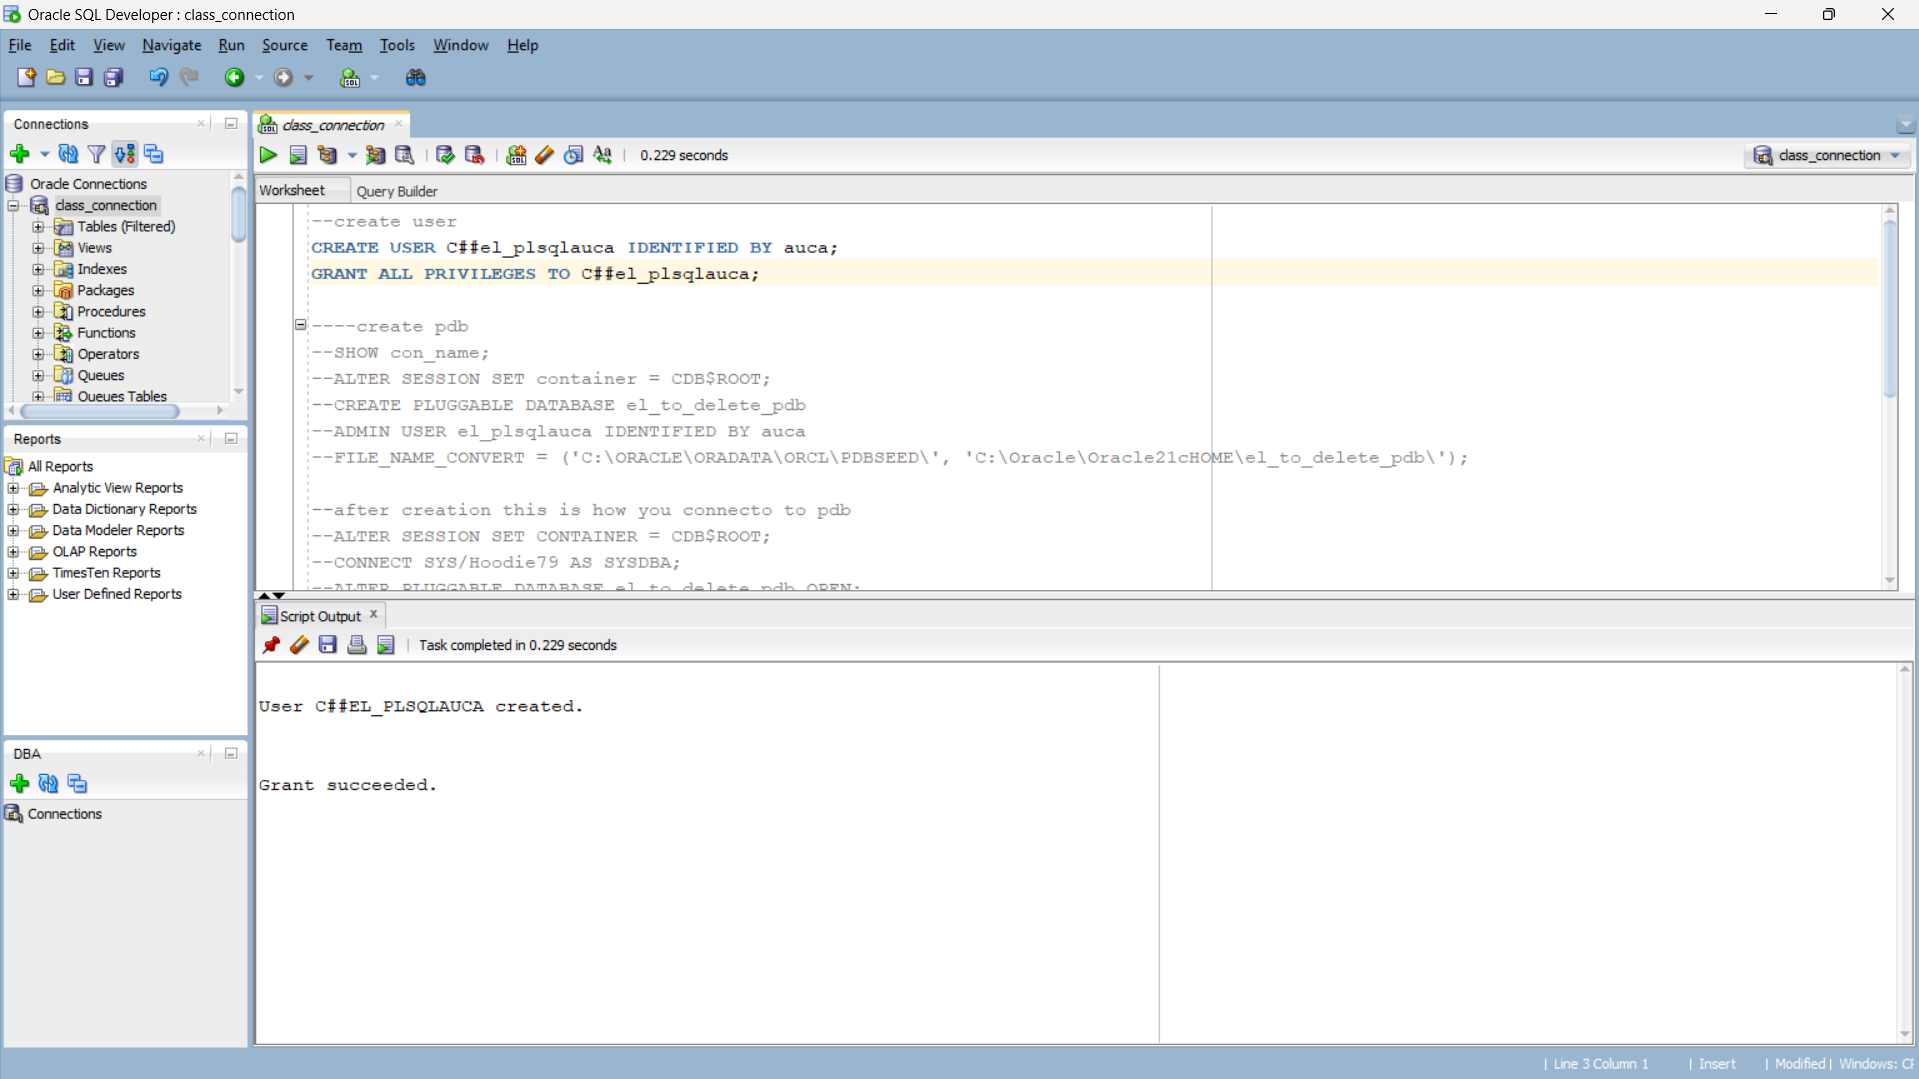 Oracle SQL Developer : class_connection
File Edit View Navigate Run Source Team Tools Window Help
Connections
Oracle Connections
class_connection
Tables (Filtered)
Views
Indexes
Packages
Procedures
Functions
Operators
Queues
Queues Tables
Reports
All Reports
Analytic View Reports
Data Dictionary Reports
Data Modeler Reports
OLAP Reports
TimesTen Reports
User Defined Reports
DBA
Connections
class_connection
0.229 seconds
class_connection
Worksheet Query Builder
--create user
CREATE USER C##el_plsqlauca IDENTIFIED BY auca;
GRANT ALL PRIVILEGES TO C##el_plsqlauca;
----create pdb
--SHOW con_name;
--ALTER SESSION SET container = CDB$ROOT;
--CREATE PLUGGABLE DATABASE el_to_delete_pdb
--ADMIN USER el_plsqlauca IDENTIFIED BY auca
--FILE_NAME_CONVERT = ('C:\ORACLE\ORADATA\ORCL\PDBSEED\', 'C:\Oracle\Oracle21cHOME\el_to_delete_pdb\');
--after creation this is how you connecto to pdb
--ALTER SESSION SET CONTAINER = CDB$ROOT;
--CONNECT SYS/Hoodie79 AS SYSDBA;
--ALTER PLUGGABLE DATABASE el_to_delete_pdb OPEN;
Script Output
Task completed in 0.229 seconds
User C##EL_PLSQLAUCA created.
Grant succeeded.
Line 3 Column 1 | Insert | Modified | Windows: CF